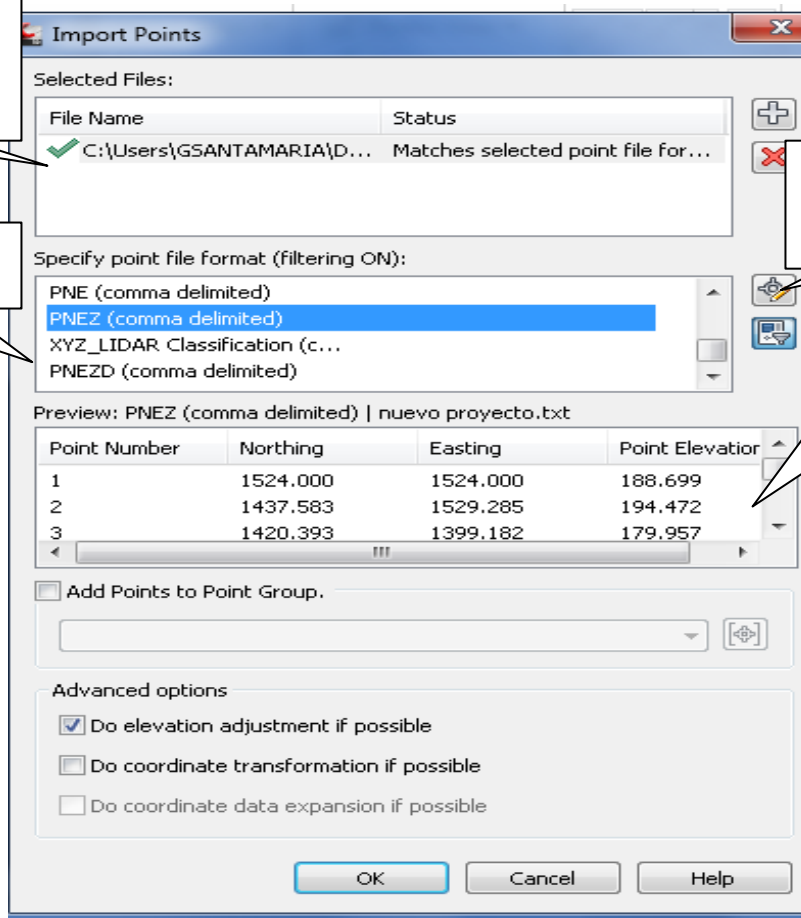 Import Points
Selected Files:
File Name Status
C:\Users\GSANTAMARIA\D... Matches selected point file for...
Specify point file format (filtering ON):
PNE (comma delimited)
PNEZ (comma delimited)
XYZ_LIDAR Classification (c...
PNEZD (comma delimited)
Preview: PNEZ (comma delimited) | nuevo proyecto.txt
Point Number Northing Easting Point Elevation
1 1524.000 1524.000 188.699
2 1437.583 1529.285 194.472
3 1420.393 1399.182 179.957
Add Points to Point Group.
Advanced options
Do elevation adjustment if possible
Do coordinate transformation if possible
Do coordinate data expansion if possible
OK Cancel Help